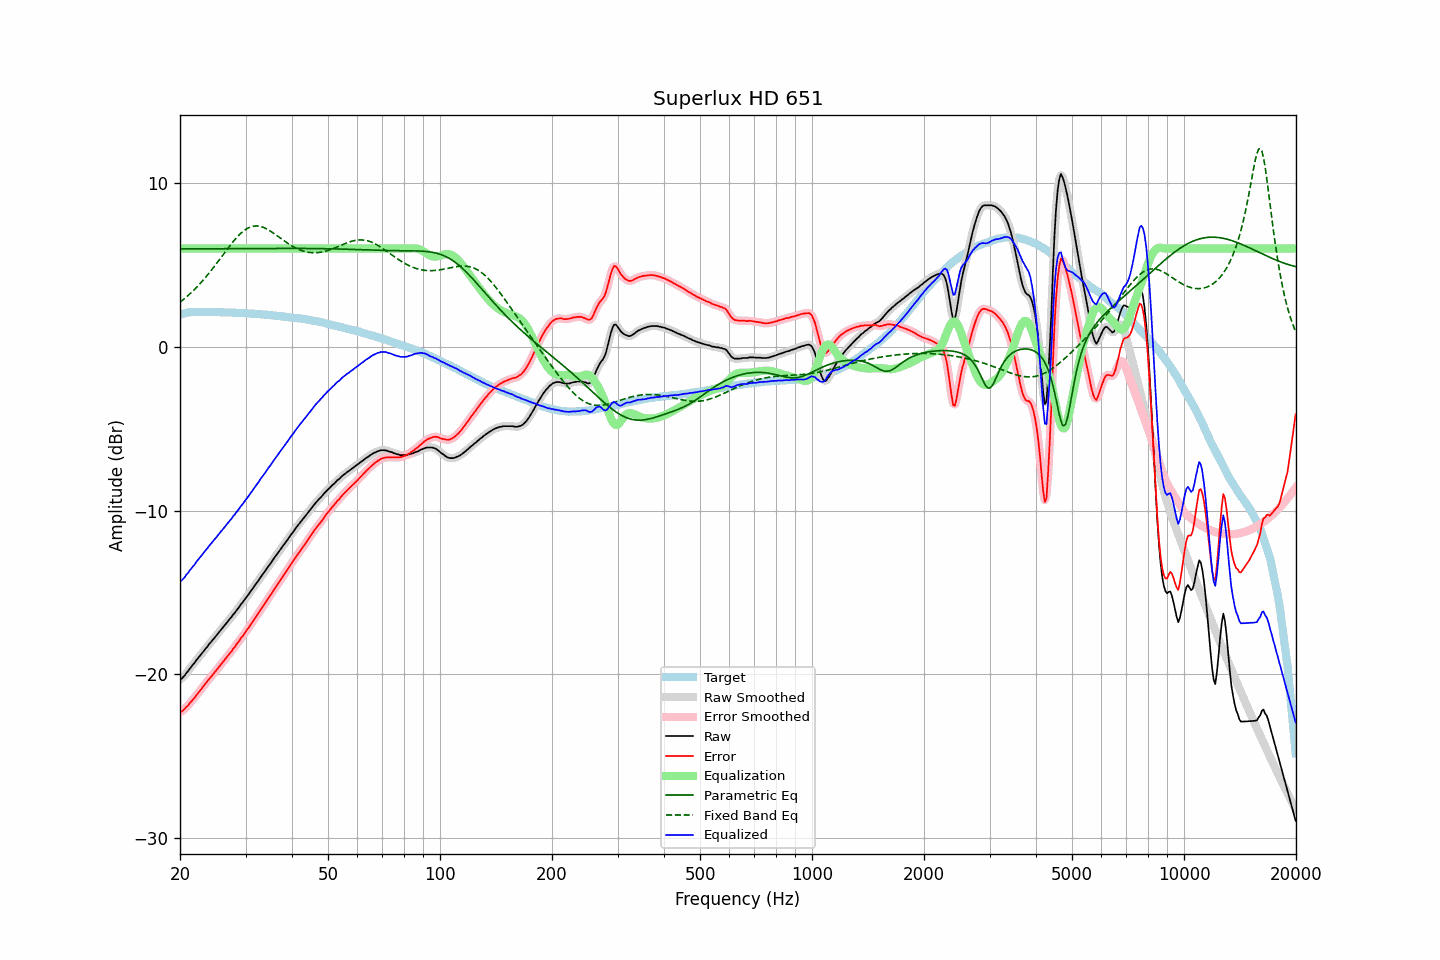 Superlux HD 651
Amplitude (dBr)
10
0
−10
−20
−30
Target
Raw Smoothed
Error Smoothed
Raw
Error
Equalization
Parametric Eq
Fixed Band Eq
Equalized
20 50 100 200 500 1000 2000 5000 10000 20000
Frequency (Hz)